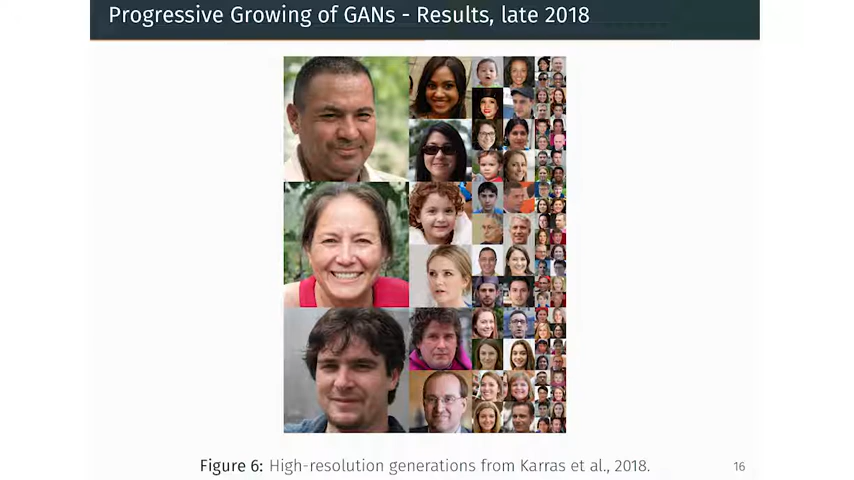 Progressive Growing of GANs - Results, late 2018
Figure 6: High-resolution generations from Karras et al., 2018.
16